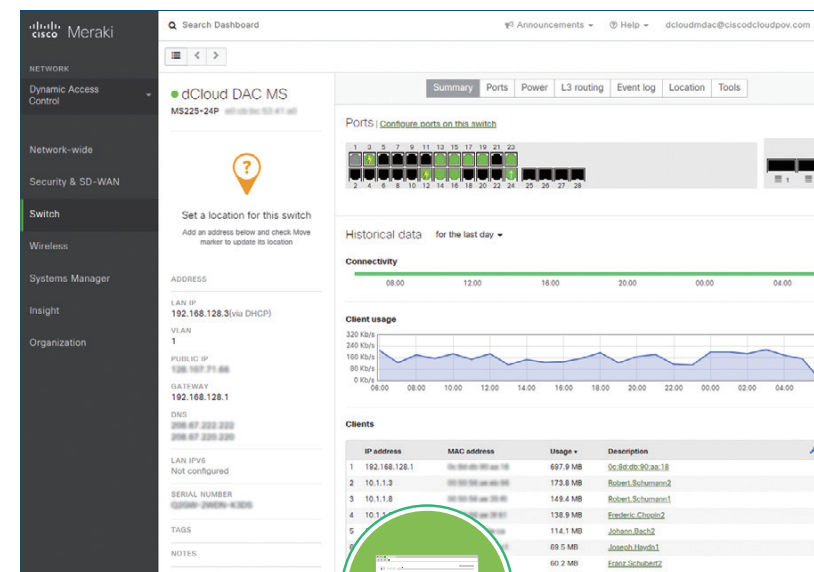 cisco Meraki
Search Dashboard
Announcements
Help
dcloudmdac@ciscodcloudpov.com
NETWORK
Dynamic Access
Control
Network-wide
Security & SD-WAN
Switch
Wireless
Systems Manager
Insight
Organization
dCloud DAC MS
MS225-24P
?
Set a location for this switch
Add an address below and check Move
marker to update its location
ADDRESS
LAN IP
192.168.128.3(via DHCP)
VLAN
1
PUBLIC IP
GATEWAY
192.168.128.1
DNS
LAN IPV6
Not configured
SERIAL NUMBER
TAGS
NOTES
Summary Ports Power L3 routing Event log Location Tools
Ports | Configure ports on this switch
1 3 5 7 9 11 13 15 17 19 21 23
2 4 6 8 10 12 14 16 18 20 22 24 25 26 27 28
1
Historical data for the last day
Connectivity
08:00 12:00 16:00 20:00 00:00 04:00
Client usage
320 Kb/s
240 Kb/s
160 Kb/s
80 Kb/s
0 Kb/s
06:00 08:00 10:00 12:00 14:00 16:00 18:00 20:00 22:00 00:00 02:00 04:00
Clients
IP address MAC address Usage Description
1 192.168.128.1 697.9 MB 0c:8d:db:90:aa:18
2 10.1.1.3 173.8 MB Robert.Schumann2
3 10.1.1.8 149.4 MB Robert.Schumann1
4 138.9 MB Frederic.Chopin2
5 114.1 MB Johann.Bach2
69.5 MB Joseph.Haydn1
60.2 MB Franz.Schubert2